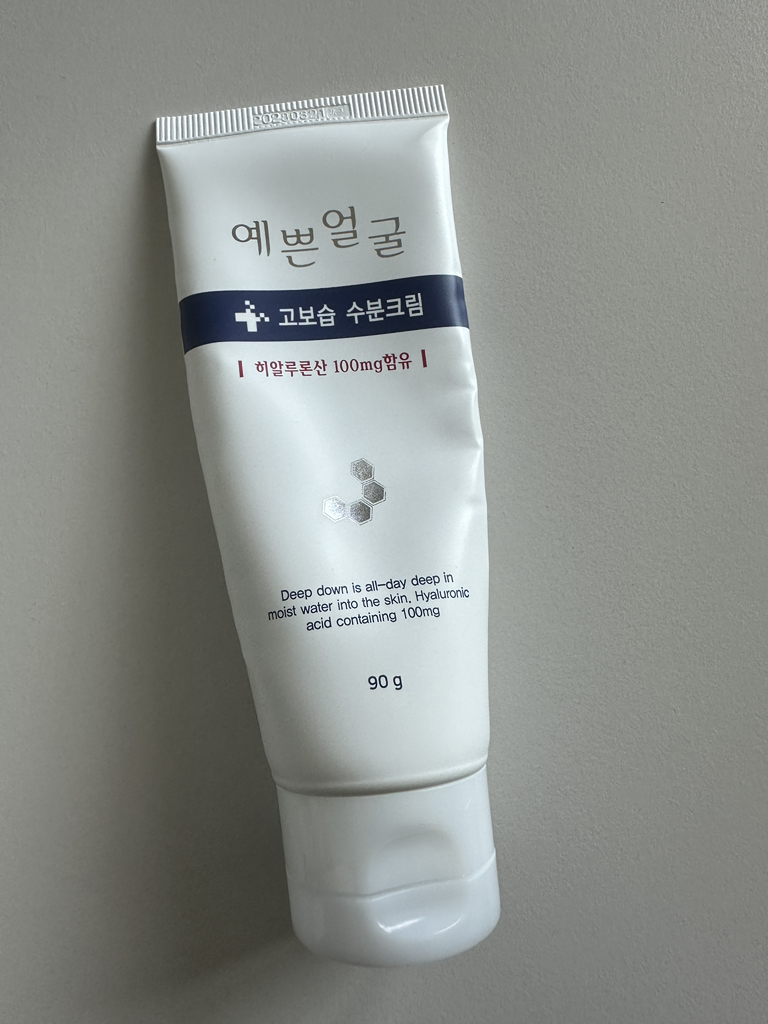 예쁜얼굴
고보습 수분크림
히알루론산 100mg함유
Deep down is all-day deep in
moist water into the skin. Hyaluronic
acid containing 100mg
90 g